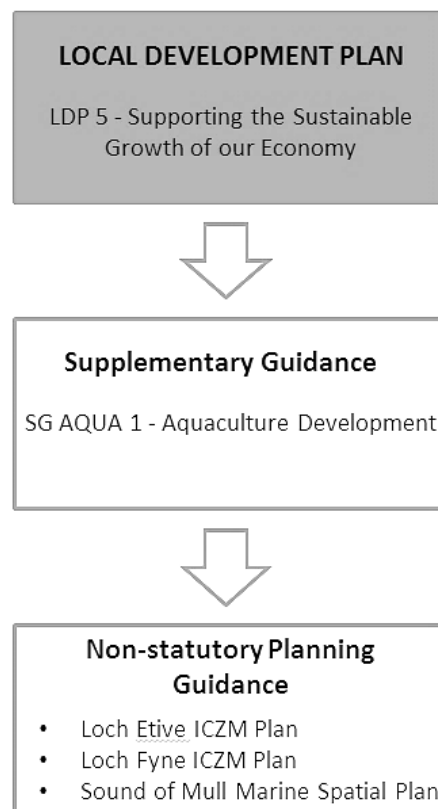 LOCAL DEVELOPMENT PLAN
LDP 5 - Supporting the Sustainable
Growth of our Economy
Supplementary Guidance
SG AQUA 1 - Aquaculture Development
Non-statutory Planning
Guidance
• Loch Etive ICZM Plan
• Loch Fyne ICZM Plan
• Sound of Mull Marine Spatial Plan